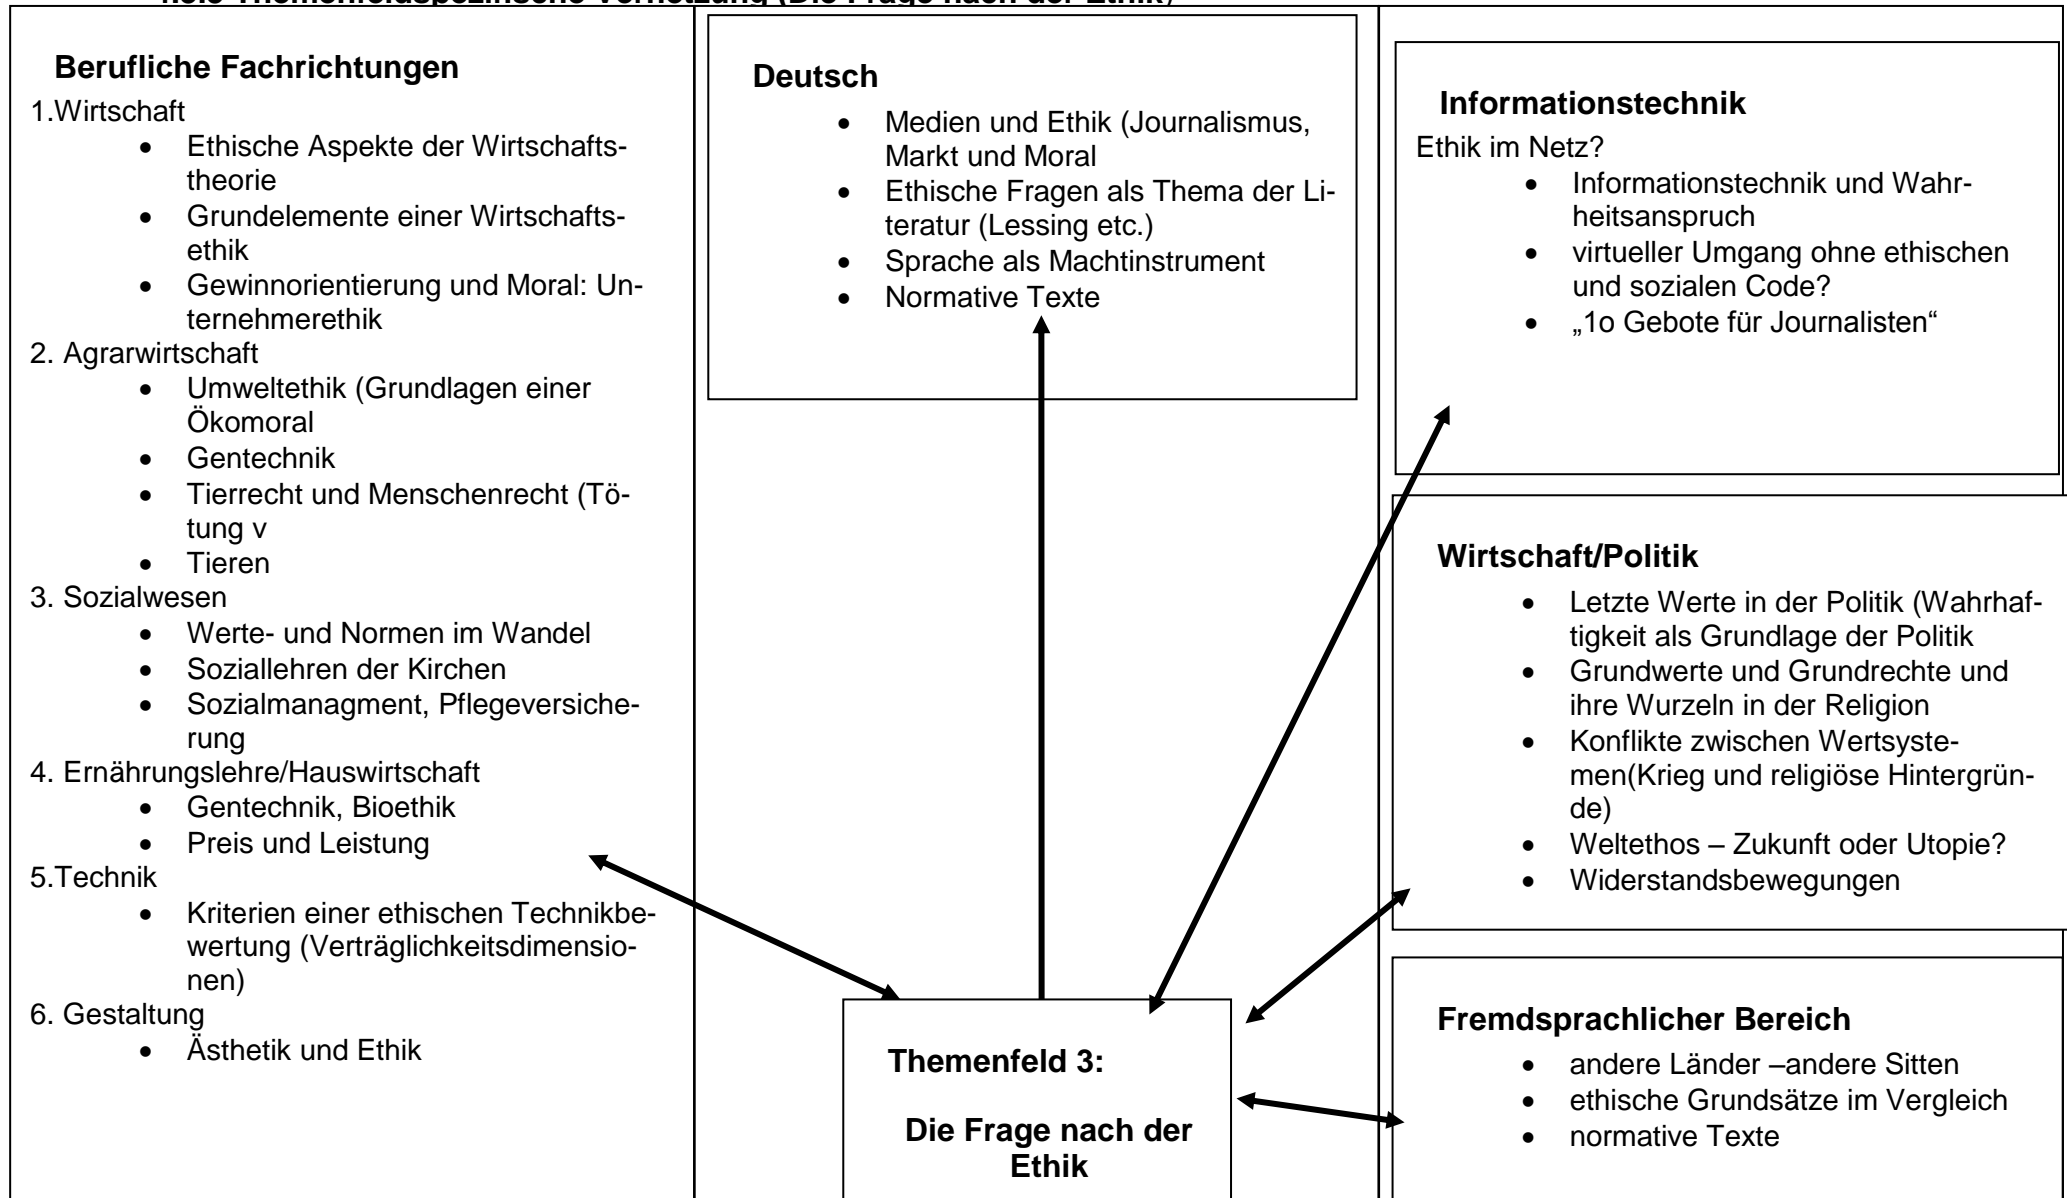 Themenfeldspezifische Vernetzung (Die Frage nach der Ethik)
Berufliche Fachrichtungen
1.Wirtschaft
• Ethische Aspekte der Wirtschafts-
theorie
• Grundelemente einer Wirtschafts-
ethik
• Gewinnorientierung und Moral: Un-
ternehmerethik
2. Agrarwirtschaft
• Umweltethik (Grundlagen einer
Ökomoral
• Gentechnik
• Tierrecht und Menschenrecht (Tö-
tung v
• Tieren
3. Sozialwesen
• Werte- und Normen im Wandel
• Soziallehren der Kirchen
• Sozialmanagment, Pflegeversiche-
rung
4. Ernährungslehre/Hauswirtschaft
• Gentechnik, Bioethik
• Preis und Leistung
5.Technik
• Kriterien einer ethischen Technikbe-
wertung (Verträglichkeitsdimensio-
nen)
6. Gestaltung
• Ästhetik und Ethik
Deutsch
• Medien und Ethik (Journalismus,
Markt und Moral
• Ethische Fragen als Thema der Li-
teratur (Lessing etc.)
• Sprache als Machtinstrument
• Normative Texte
Informationstechnik
Ethik im Netz?
• Informationstechnik und Wahr-
heitsanspruch
• virtueller Umgang ohne ethischen
und sozialen Code?
• „1o Gebote für Journalisten“
Wirtschaft/Politik
• Letzte Werte in der Politik (Wahrhaf-
tigkeit als Grundlage der Politik
• Grundwerte und Grundrechte und
ihre Wurzeln in der Religion
• Konflikte zwischen Wertsyste-
men(Krieg und religiöse Hintergrün-
de)
• Weltethos – Zukunft oder Utopie?
• Widerstandsbewegungen
Fremdsprachlicher Bereich
• andere Länder –andere Sitten
• ethische Grundsätze im Vergleich
• normative Texte
Themenfeld 3:
Die Frage nach der
Ethik